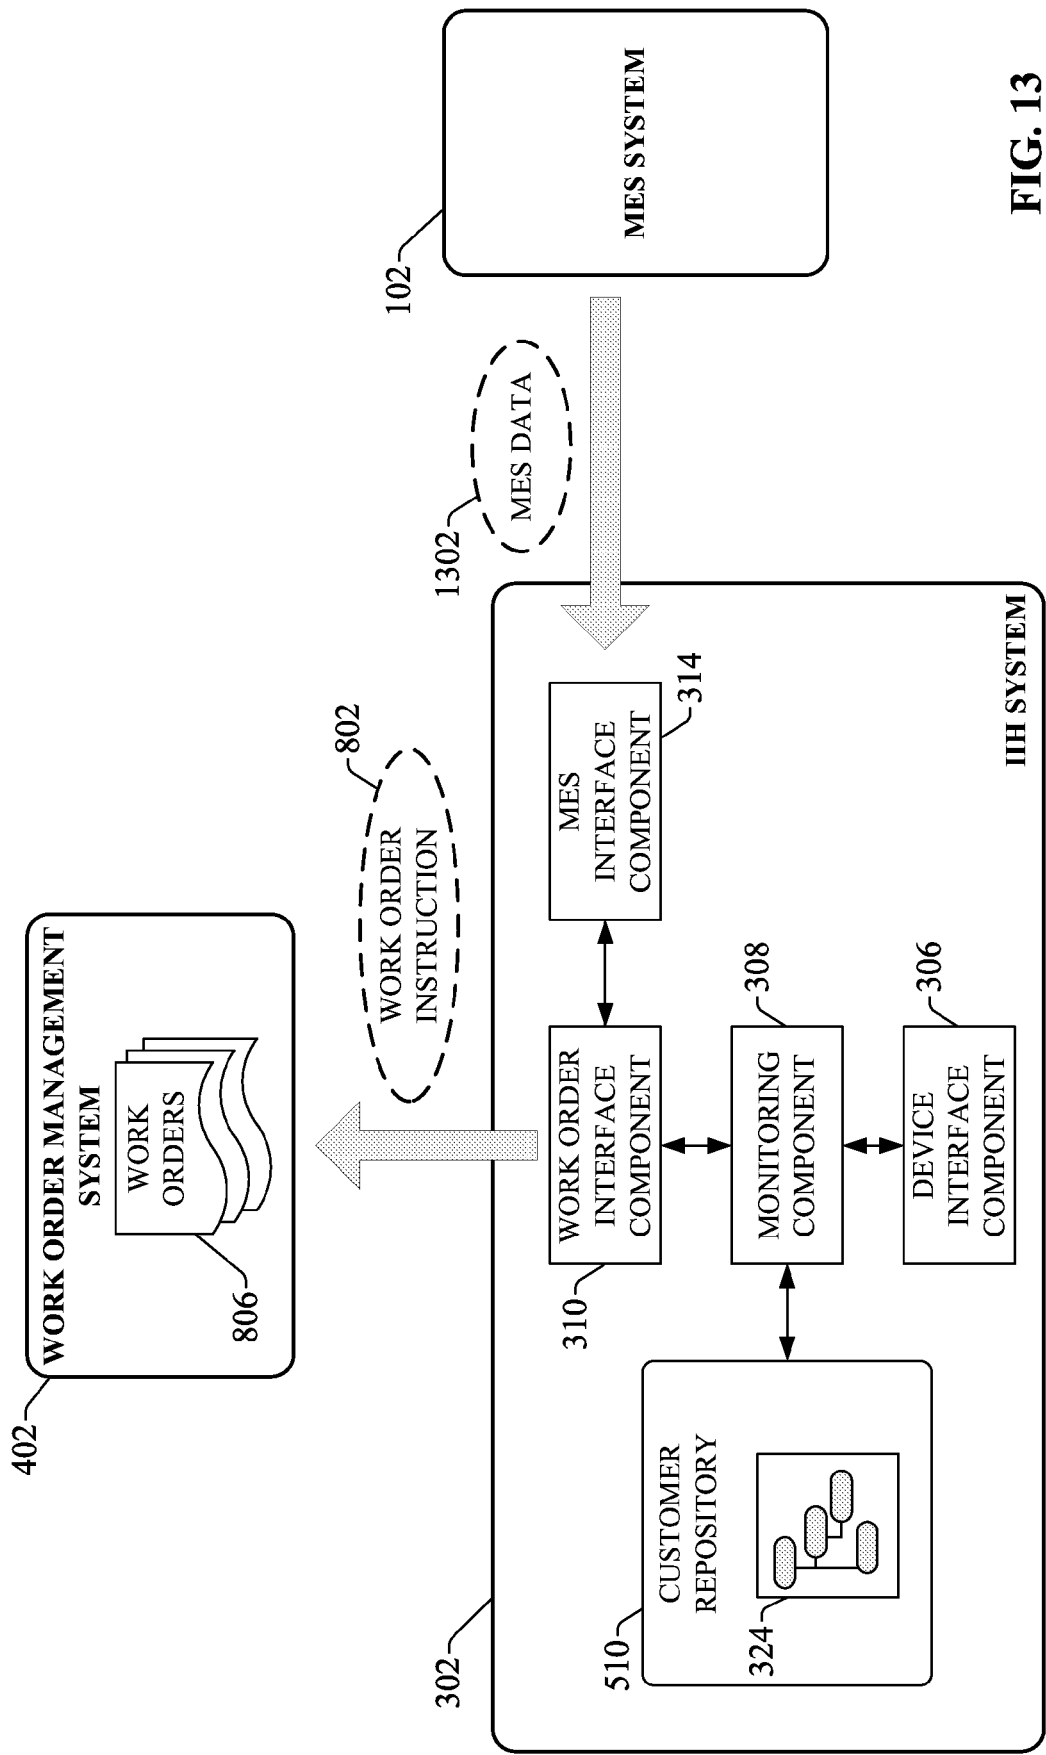 402
WORK ORDER MANAGEMENT
SYSTEM
WORK
ORDERS
806
WORK ORDER
INSTRUCTION
802
1302
MES DATA
102
MES SYSTEM
302
510
CUSTOMER
REPOSITORY
324
310
WORK ORDER
INTERFACE
COMPONENT
MES
INTERFACE
COMPONENT
314
MONITORING
COMPONENT
308
DEVICE
INTERFACE
COMPONENT
306
IIH SYSTEM
FIG. 13